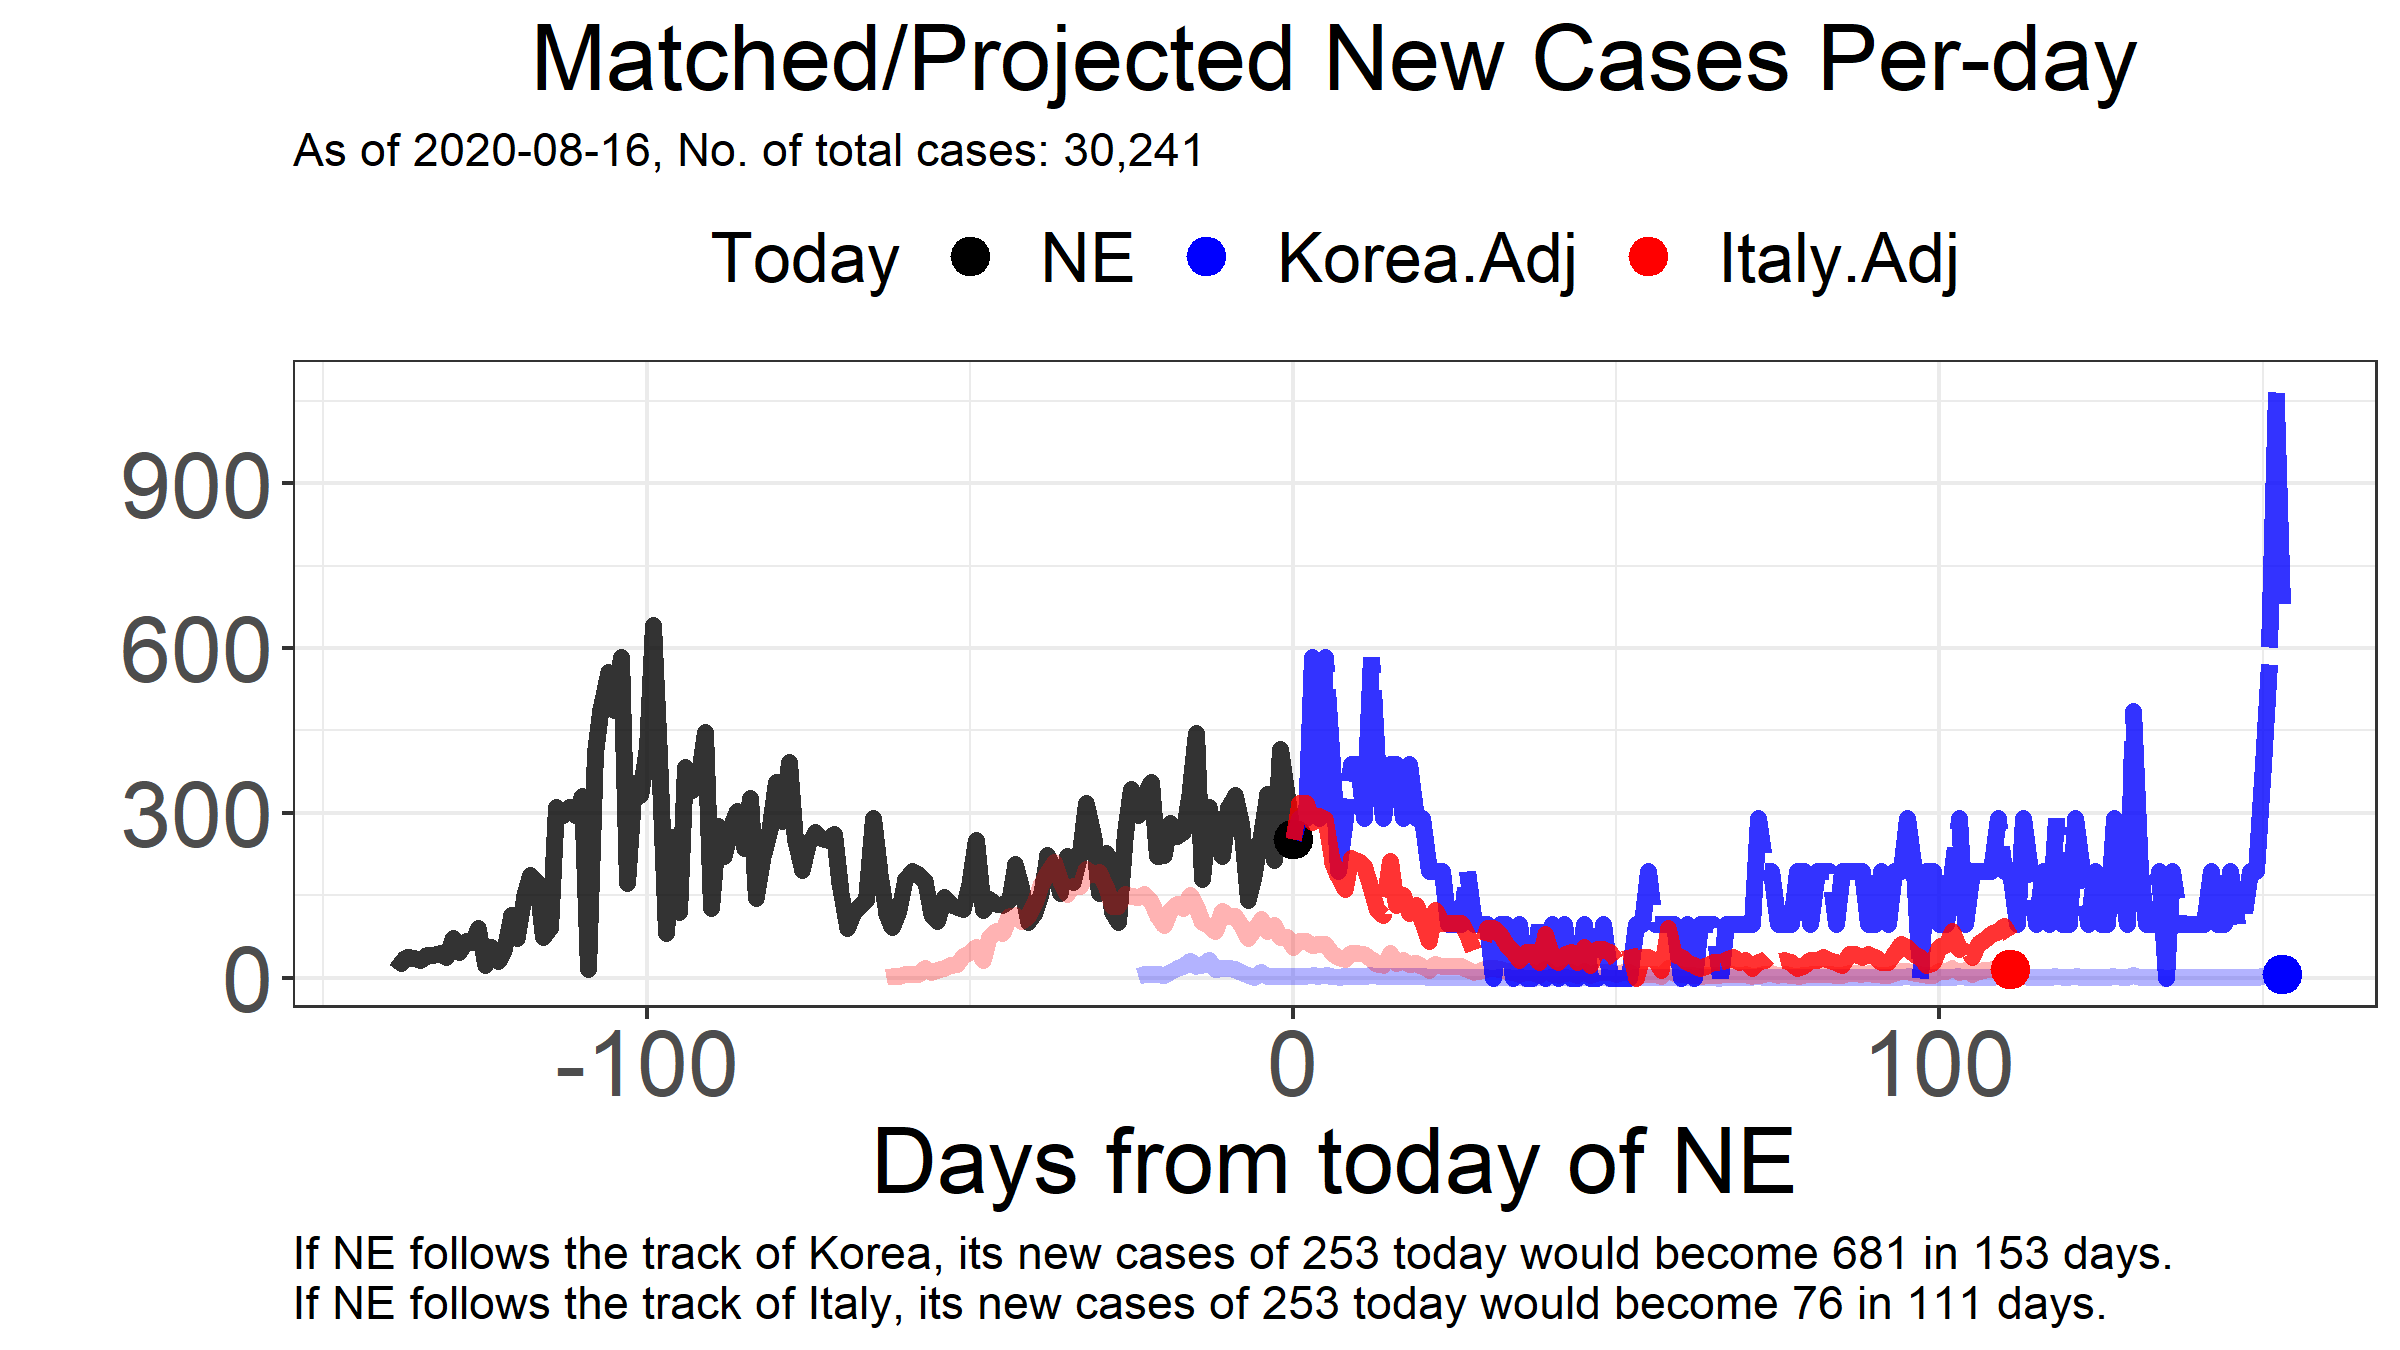 Matched/Projected New Cases Per-day
As of 2020-08-16, No. of total cases: 30,241
Today NE Korea.Adj Italy.Adj
900
600
300
0
-100 0 100
Days from today of NE
If NE follows the track of Korea, its new cases of 253 today would become 681 in 153 days.
If NE follows the track of Italy, its new cases of 253 today would become 76 in 111 days.